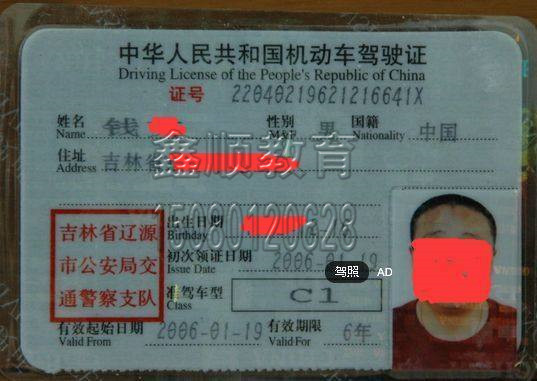 中华人民共和国机动车驾驶证
Driving License of the People's Republic of China
证号 22040219621216641X
姓名 钱 性别 男 国籍 中国
Name M&F Nationality
住址 吉林省
Address
鑫顺教育
吉林省辽源
市公安局交
通警察支队
出生日期
Birthday
初次领证日期 2006-01-19
Issue Date
驾照 AD
准驾车型 C1
Class
有效起始日期 2006-01-19 有效期限 6年
Valid From Valid For